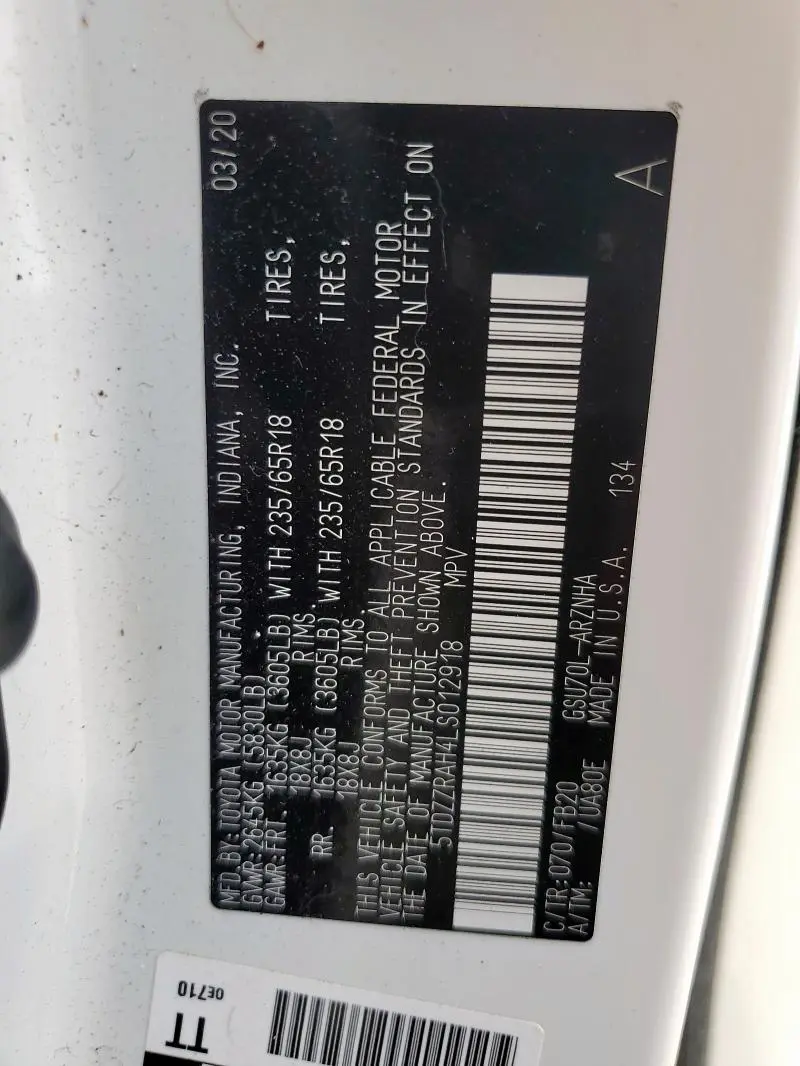 MFD.BY:TOYOTA MOTOR MANUFACTURING, INDIANA, INC. 03/20
GVWR:2645KG (5830LB)
GAWR:FRT. 1635KG (3605LB) WITH 235/65R18 TIRES,
18X8J RIMS.
RR. 1635KG (3605LB) WITH 235/65R18 TIRES,
18X8J RIMS.
THIS VEHICLE CONFORMS TO ALL APPLICABLE FEDERAL MOTOR
VEHICLE SAFETY AND THEFT PREVENTION STANDARDS IN EFFECT ON
THE DATE OF MANUFACTURE SHOWN ABOVE.
5TDZZRAH4LS012918 MPV
C/TR:070/FB20 GSU70L-ARZNHA
A/TM: /UA80E MADE IN U.S.A. 134
A
0E710
TT